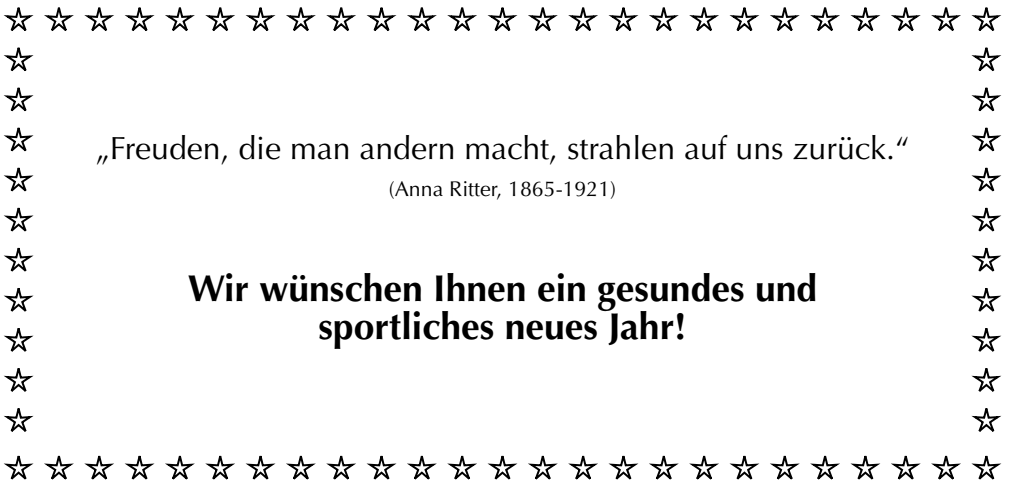 „Freuden, die man andern macht, strahlen auf uns zurück.“
(Anna Ritter, 1865-1921)
Wir wünschen Ihnen ein gesundes und
sportliches neues Jahr!